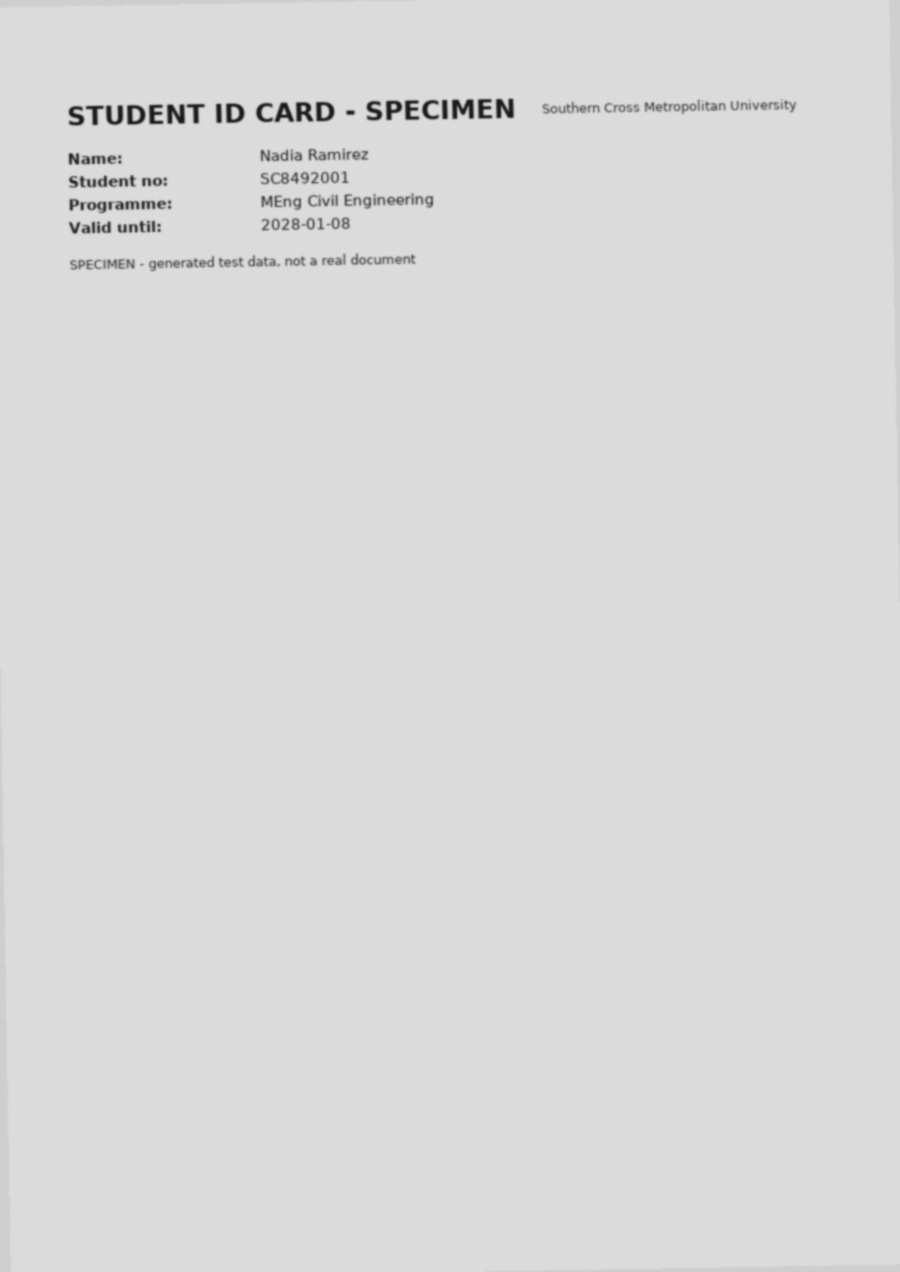 STUDENT ID CARD - SPECIMEN Southern Cross Metropolitan University
Name: Nadia Ramirez
Student no: SC8492001
Programme: MEng Civil Engineering
Valid until: 2028-01-08
SPECIMEN - generated test data, not a real document